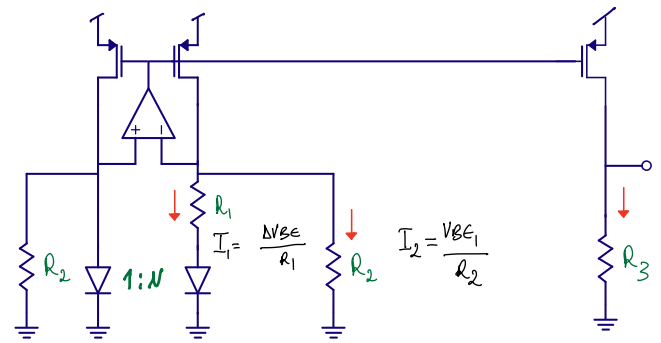 + −
R1
I1 = ΔVBE / R1
I2 = VBE1 / R2
R2
1:N
R2
R3